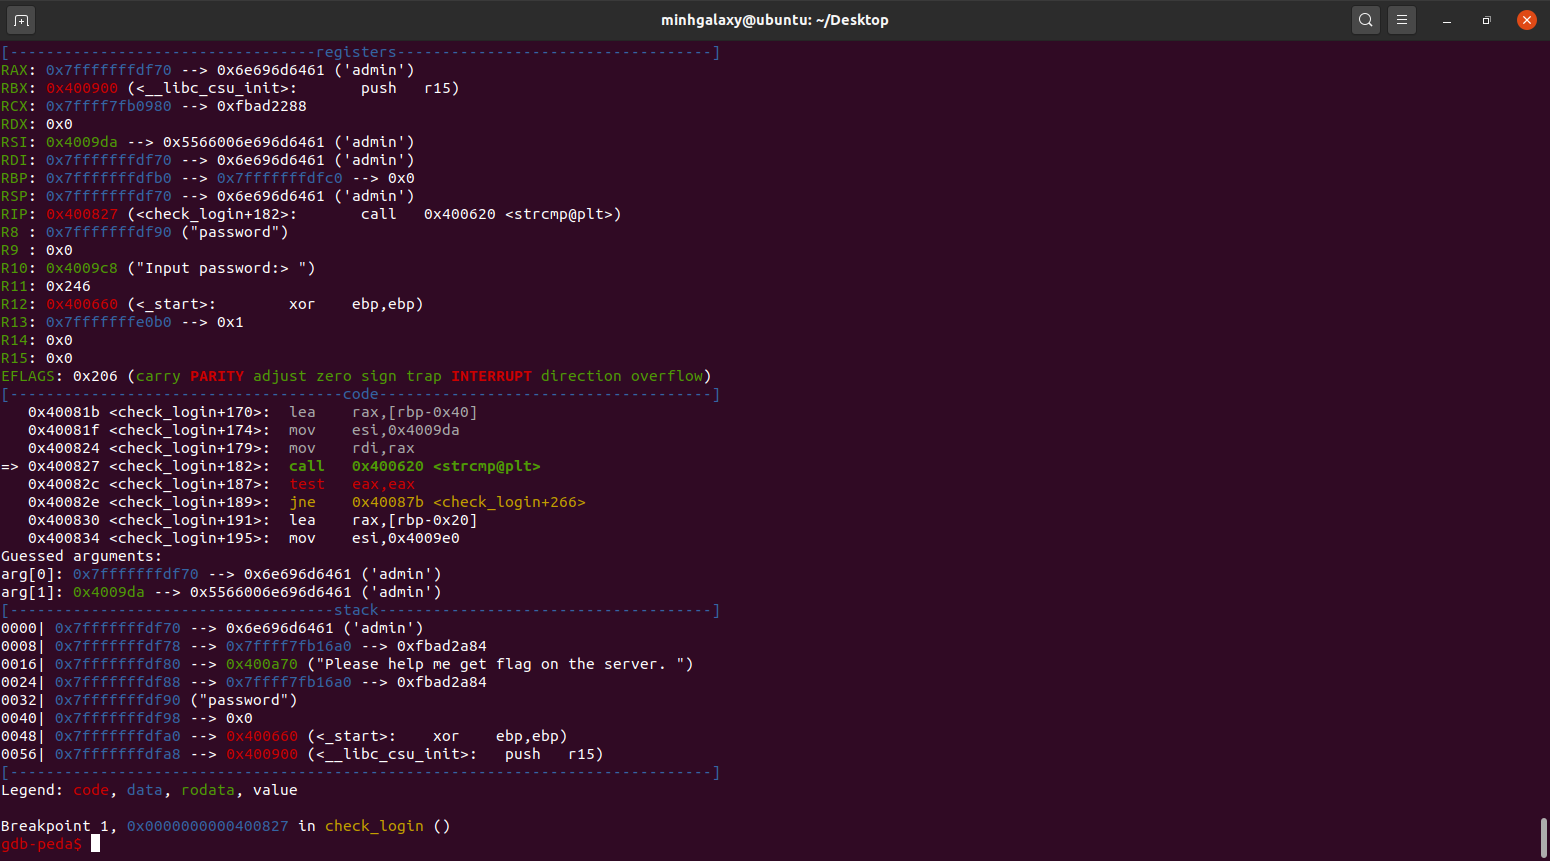 minhgalaxy@ubuntu: ~/Desktop
[----------------------------------registers-----------------------------------]
RAX: 0x7fffffffdf70 --> 0x6e696d6461 ('admin')
RBX: 0x400900 (<__libc_csu_init>:       push   r15)
RCX: 0x7ffff7fb0980 --> 0xfbad2288
RDX: 0x0
RSI: 0x4009da --> 0x5566006e696d6461 ('admin')
RDI: 0x7fffffffdf70 --> 0x6e696d6461 ('admin')
RBP: 0x7fffffffdfb0 --> 0x7fffffffdfc0 --> 0x0
RSP: 0x7fffffffdf70 --> 0x6e696d6461 ('admin')
RIP: 0x400827 (<check_login+182>:       call   0x400620 <strcmp@plt>)
R8 : 0x7fffffffdf90 ("password")
R9 : 0x0
R10: 0x4009c8 ("Input password:> ")
R11: 0x246
R12: 0x400660 (<_start>:        xor    ebp,ebp)
R13: 0x7fffffffe0b0 --> 0x1
R14: 0x0
R15: 0x0
EFLAGS: 0x206 (carry PARITY adjust zero sign trap INTERRUPT direction overflow)
[-------------------------------------code-------------------------------------]
   0x40081b <check_login+170>:  lea    rax,[rbp-0x40]
   0x40081f <check_login+174>:  mov    esi,0x4009da
   0x400824 <check_login+179>:  mov    rdi,rax
=> 0x400827 <check_login+182>:  call   0x400620 <strcmp@plt>
   0x40082c <check_login+187>:  test   eax,eax
   0x40082e <check_login+189>:  jne    0x40087b <check_login+266>
   0x400830 <check_login+191>:  lea    rax,[rbp-0x20]
   0x400834 <check_login+195>:  mov    esi,0x4009e0
Guessed arguments:
arg[0]: 0x7fffffffdf70 --> 0x6e696d6461 ('admin')
arg[1]: 0x4009da --> 0x5566006e696d6461 ('admin')
[------------------------------------stack-------------------------------------]
0000| 0x7fffffffdf70 --> 0x6e696d6461 ('admin')
0008| 0x7fffffffdf78 --> 0x7ffff7fb16a0 --> 0xfbad2a84
0016| 0x7fffffffdf80 --> 0x400a70 ("Please help me get flag on the server. ")
0024| 0x7fffffffdf88 --> 0x7ffff7fb16a0 --> 0xfbad2a84
0032| 0x7fffffffdf90 ("password")
0040| 0x7fffffffdf98 --> 0x0
0048| 0x7fffffffdfa0 --> 0x400660 (<_start>:    xor    ebp,ebp)
0056| 0x7fffffffdfa8 --> 0x400900 (<__libc_csu_init>:   push   r15)
[------------------------------------------------------------------------------]
Legend: code, data, rodata, value
Breakpoint 1, 0x0000000000400827 in check_login ()
gdb-peda$